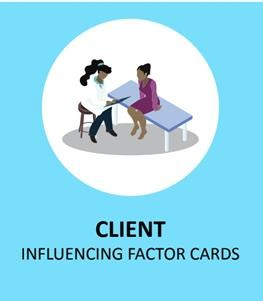 CLIENT
INFLUENCING FACTOR CARDS